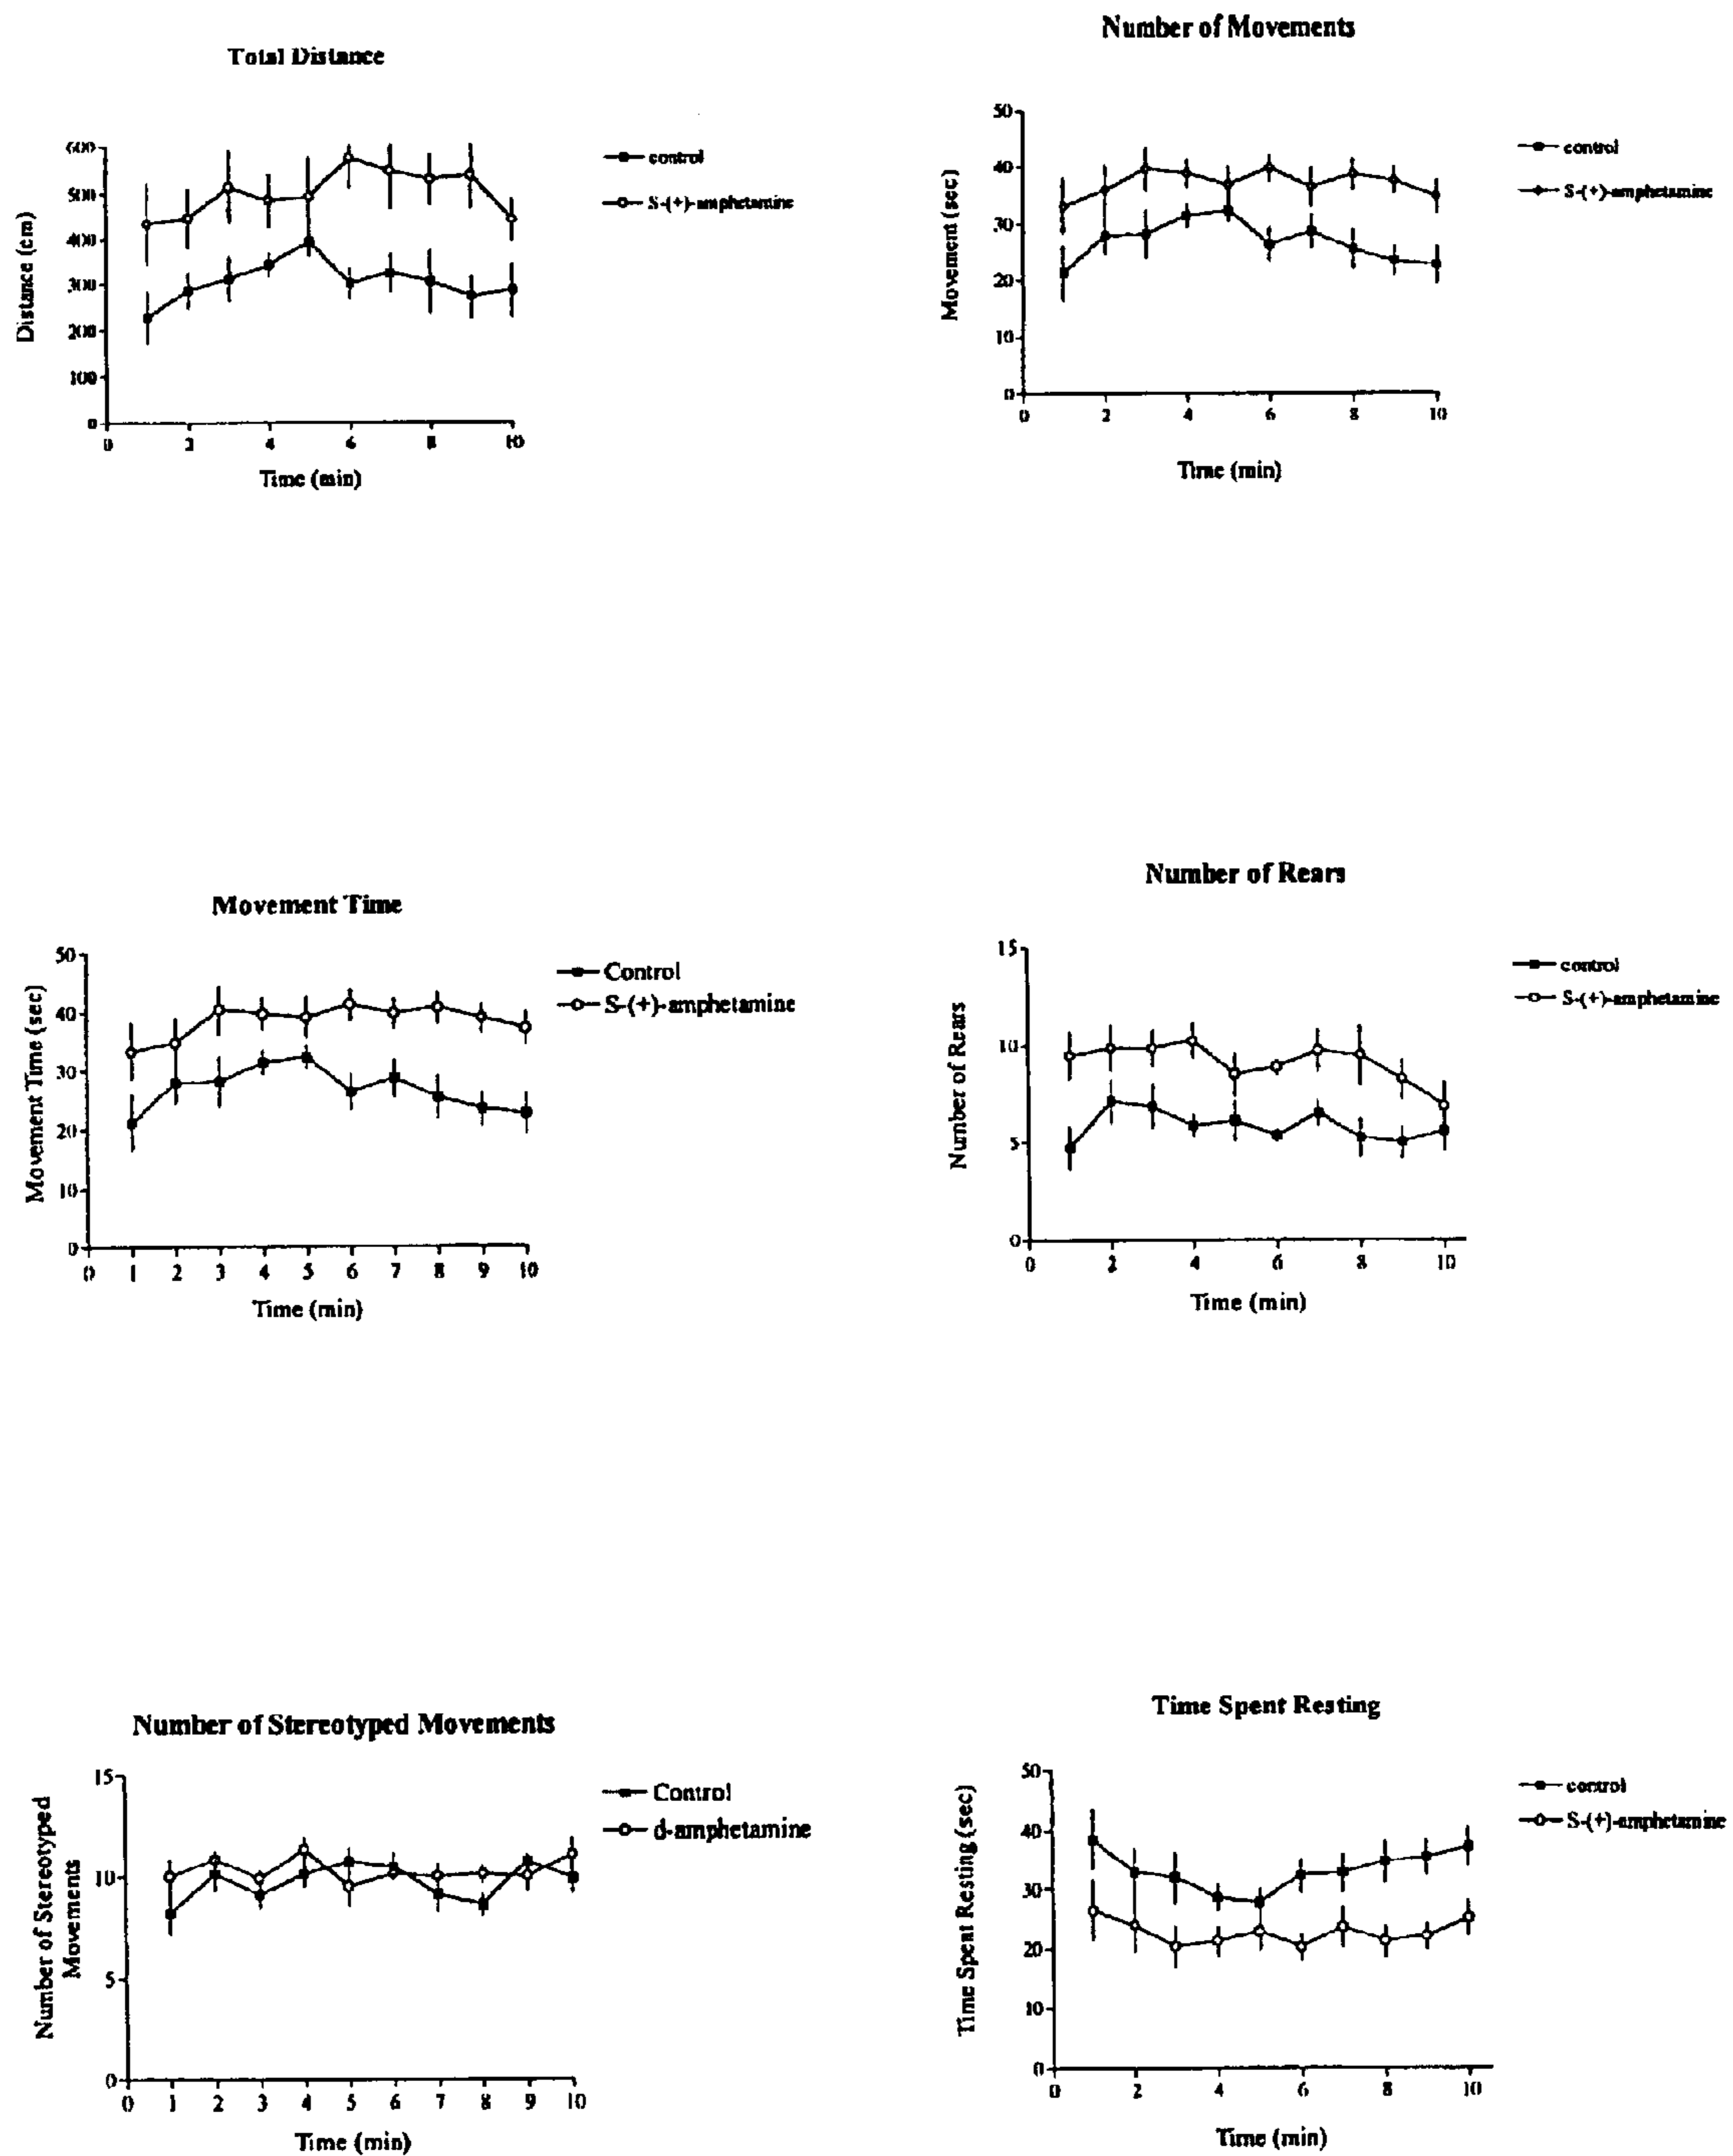 Total Distance
600
500
400
300
200
100
0
Distance (cm)
0 2 4 6 8 10
Time (min)
control
S-(+)-amphetamine
Number of Movements
50
40
30
20
10
0
Movement (sec)
0 2 4 6 8 10
Time (min)
control
S-(+)-amphetamine
Movement Time
50
40
30
20
10
0
Movement Time (sec)
0 1 2 3 4 5 6 7 8 9 10
Time (min)
Control
S-(+)-amphetamine
Number of Rears
15
10
5
0
Number of Rears
0 2 4 6 8 10
Time (min)
control
S-(+)-amphetamine
Number of Stereotyped Movements
15
10
5
0
Number of Stereotyped
Movements
0 1 2 3 4 5 6 7 8 9 10
Time (min)
Control
d-amphetamine
Time Spent Resting
50
40
30
20
10
0
Time Spent Resting (sec)
0 2 4 6 8 10
Time (min)
control
S-(+)-amphetamine